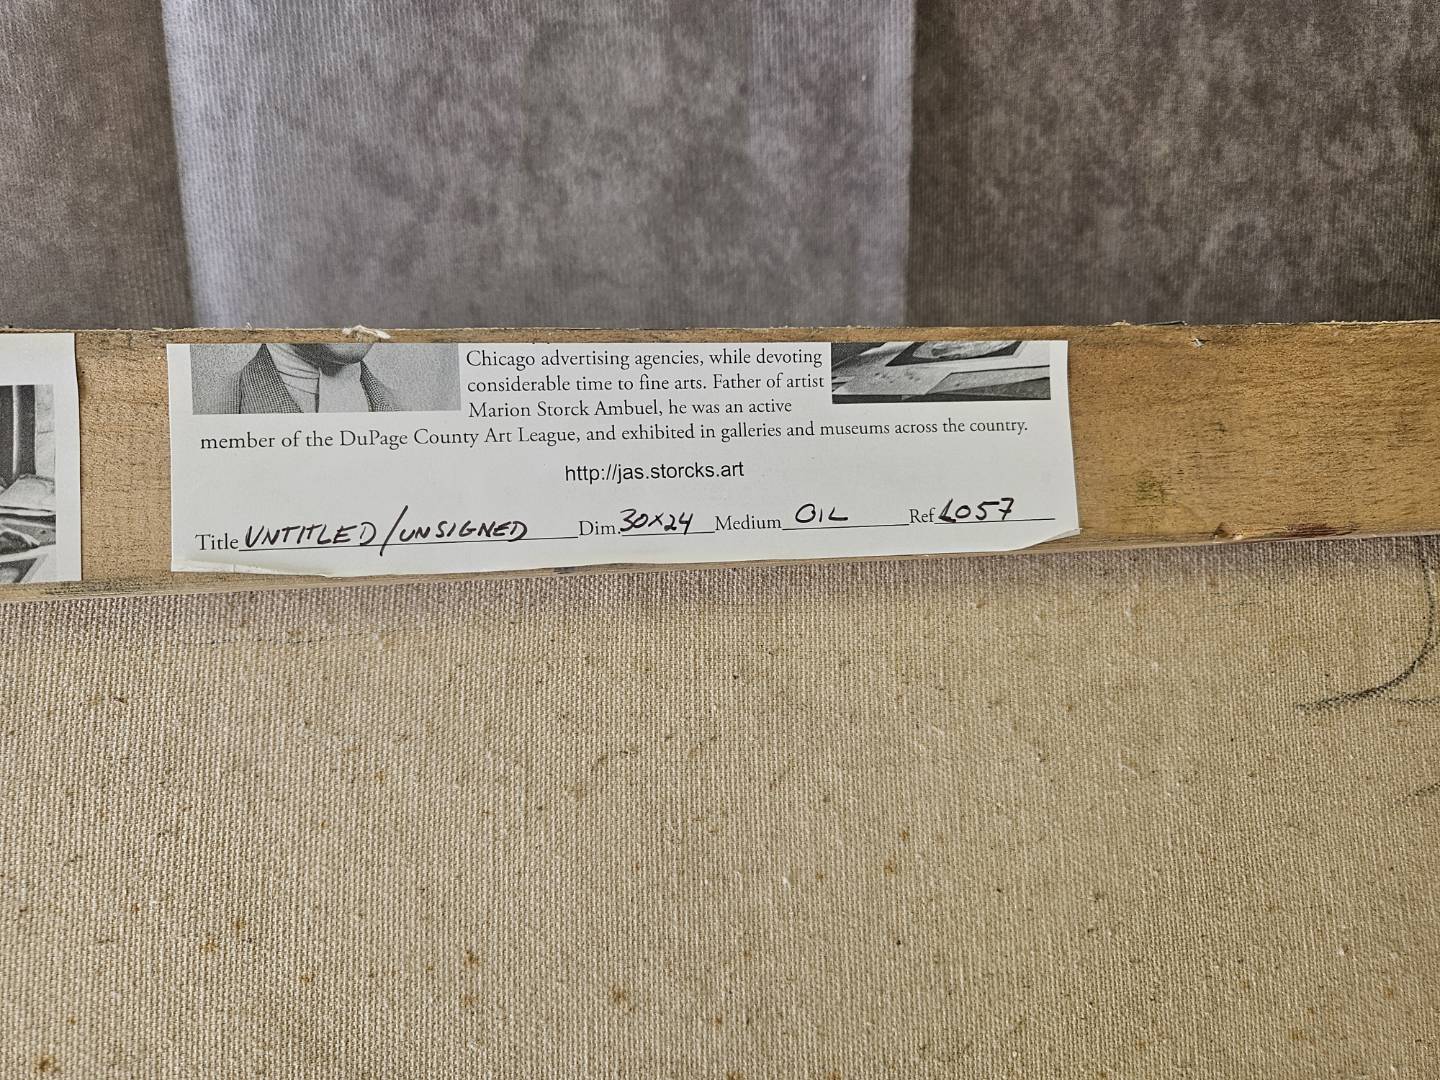 Chicago advertising agencies, while devoting
considerable time to fine arts. Father of artist
Marion Storck Ambuel, he was an active
member of the DuPage County Art League, and exhibited in galleries and museums across the country.
http://jas.storcks.art
Title UNTITLED/UNSIGNED Dim. 30x24 Medium OIL Ref L057